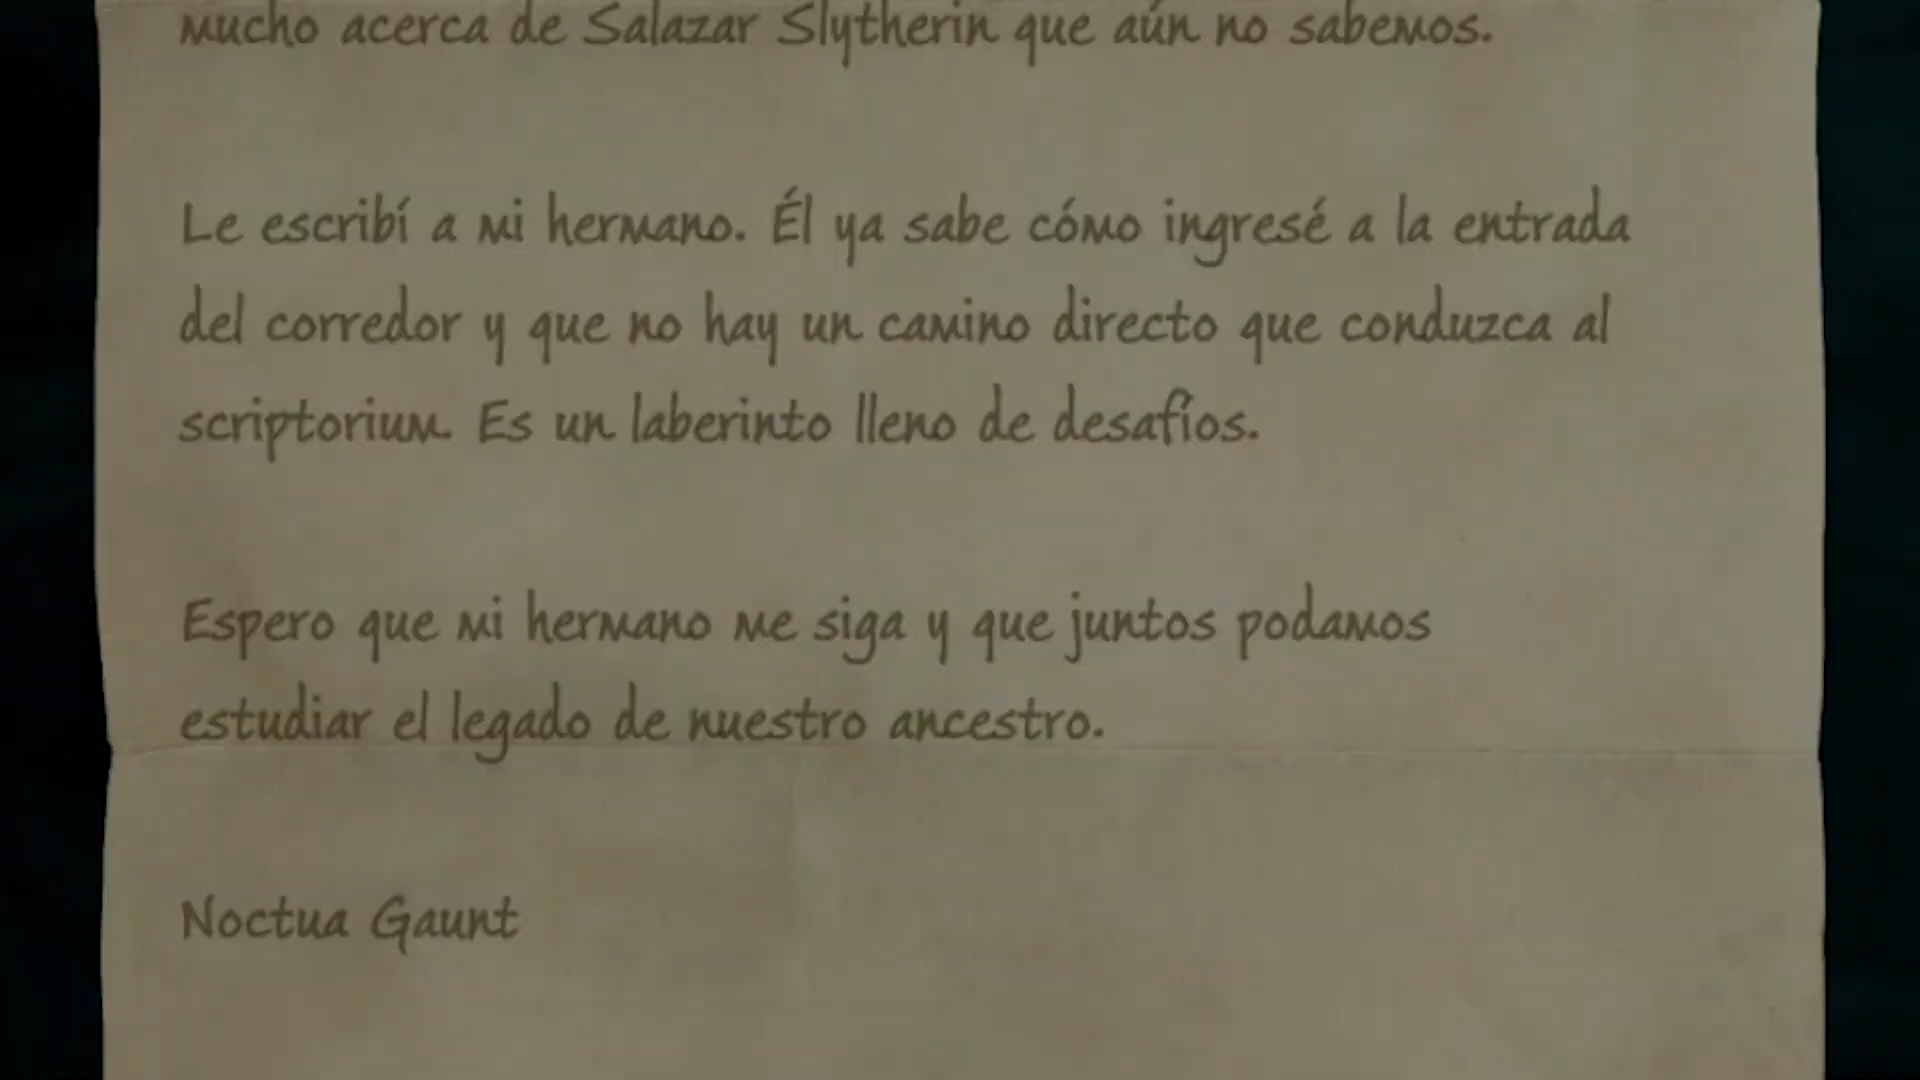 mucho acerca de Salazar Slytherin que aún no sabemos.
Le escribí a mi hermano. Él ya sabe cómo ingresé a la entrada
del corredor y que no hay un camino directo que conduzca al
scriptorium. Es un laberinto lleno de desafíos.
Espero que mi hermano me siga y que juntos podamos
estudiar el legado de nuestro ancestro.
Noctua Gaunt